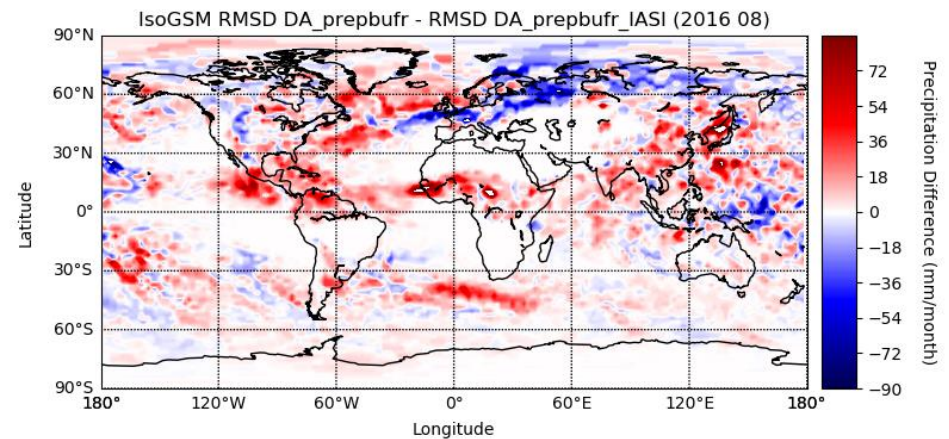 IsoGSM RMSD DA_prepbufr - RMSD DA_prepbufr_IASI (2016 08)
90°N
60°N
30°N
0°
30°S
60°S
90°S
Latitude
180° 120°W 60°W 0° 60°E 120°E 180°
Longitude
72
54
36
18
0
−18
−36
−54
−72
−90
Precipitation Difference (mm/month)